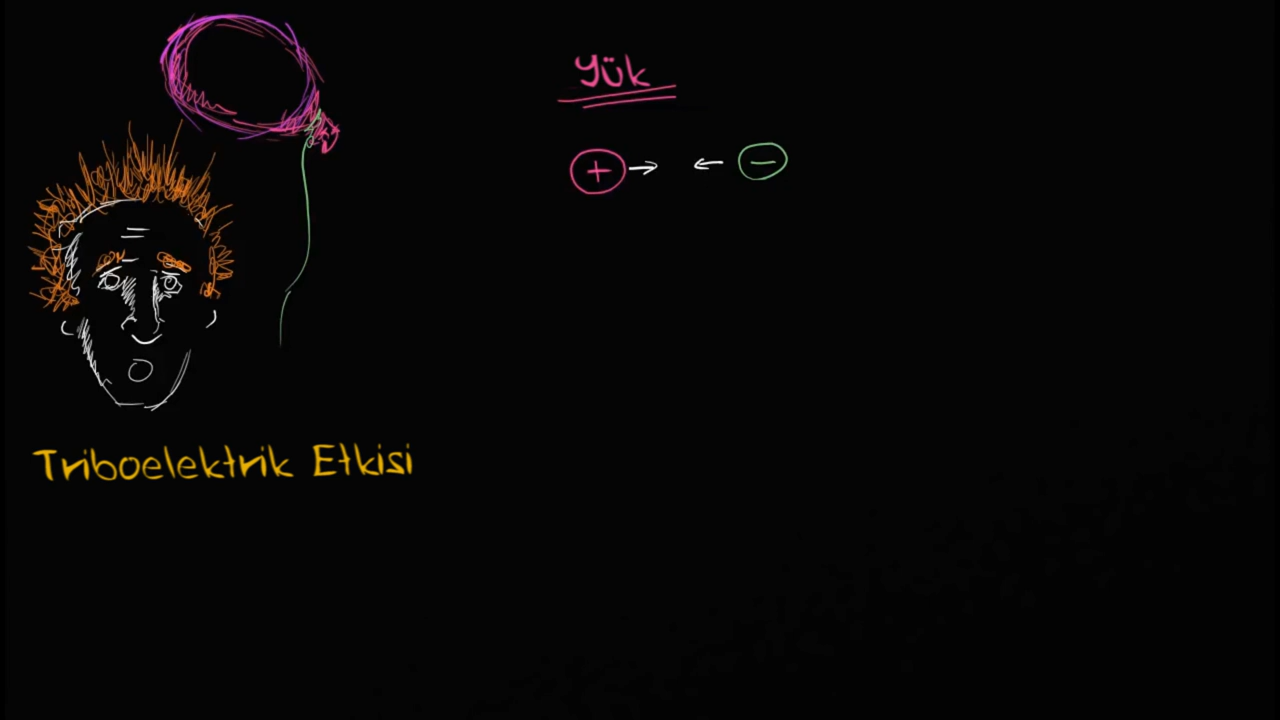 Yük
+ → ← −
Triboelektrik Etkisi